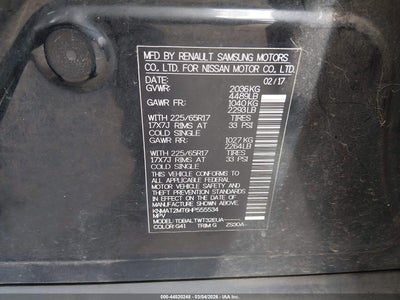 MFD BY RENAULT SAMSUNG MOTORS
CO. LTD. FOR NISSAN MOTOR CO., LTD.
DATE: 02/17
GVWR: 2036KG
4489LB
GAWR FR: 1040KG
2293LB
WITH 225/65R17 TIRES
17X7J RIMS AT 33 PSI
COLD SINGLE
GAWR RR: 1027KG
2264LB
WITH 225/65R17 TIRES
17X7J RIMS AT 33 PSI
COLD SINGLE
THIS VEHICLE CONFORMS TO ALL
APPLICABLE U.S. FEDERAL MOTOR
VEHICLE SAFETY AND
THEFT PREVENTION STANDARDS
IN EFFECT ON THE DATE OF
MANUFACTURE SHOWN ABOVE.
KNMAT2MT6HP555534
MPV
MODEL: TDBALTWT32EUA
COLOR: G41 TRIM: G
000-44920248 - 03/04/2026 -